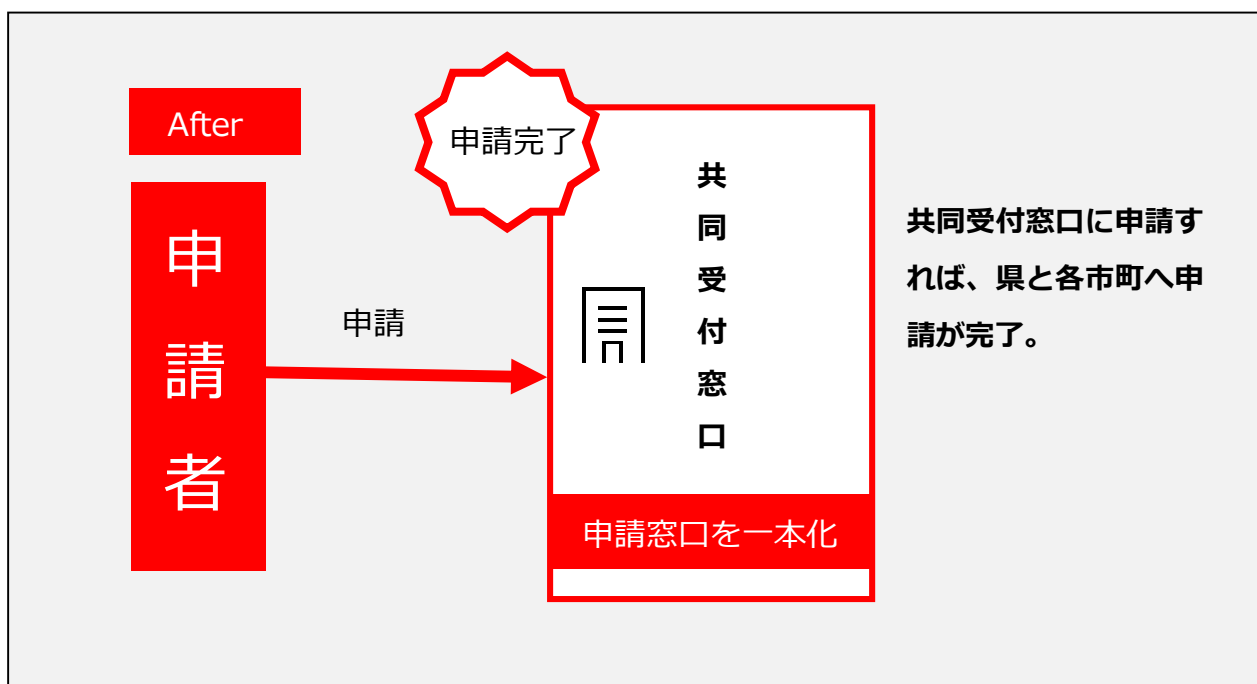 After
申請者
申請
申請完了
共同受付窓口
申請窓口を一本化
共同受付窓口に申請す
れば、県と各市町へ申
請が完了。